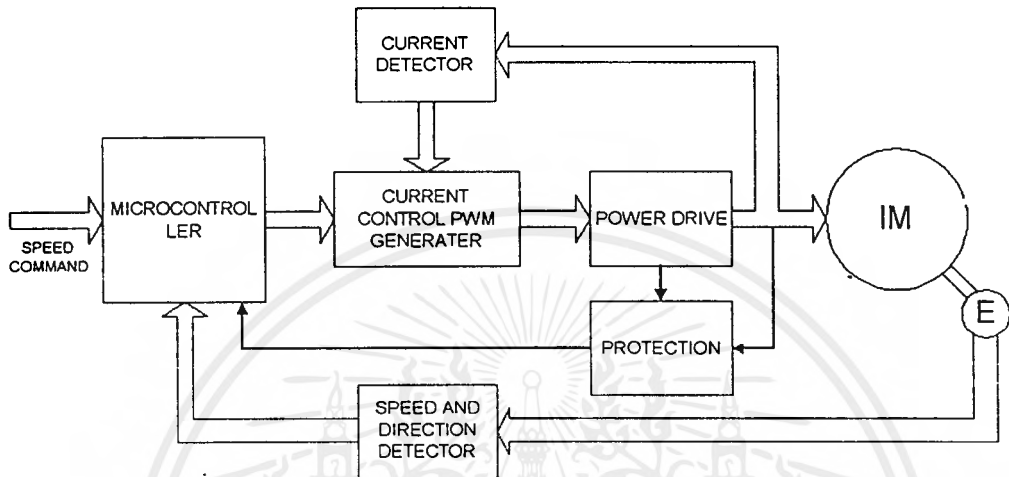 CURRENT
DETECTOR
MICROCONTROL
LER
CURRENT
CONTROL PWM
GENERATER
POWER DRIVE
IM
SPEED
COMMAND
E
PROTECTION
SPEED AND
DIRECTION
DETECTOR